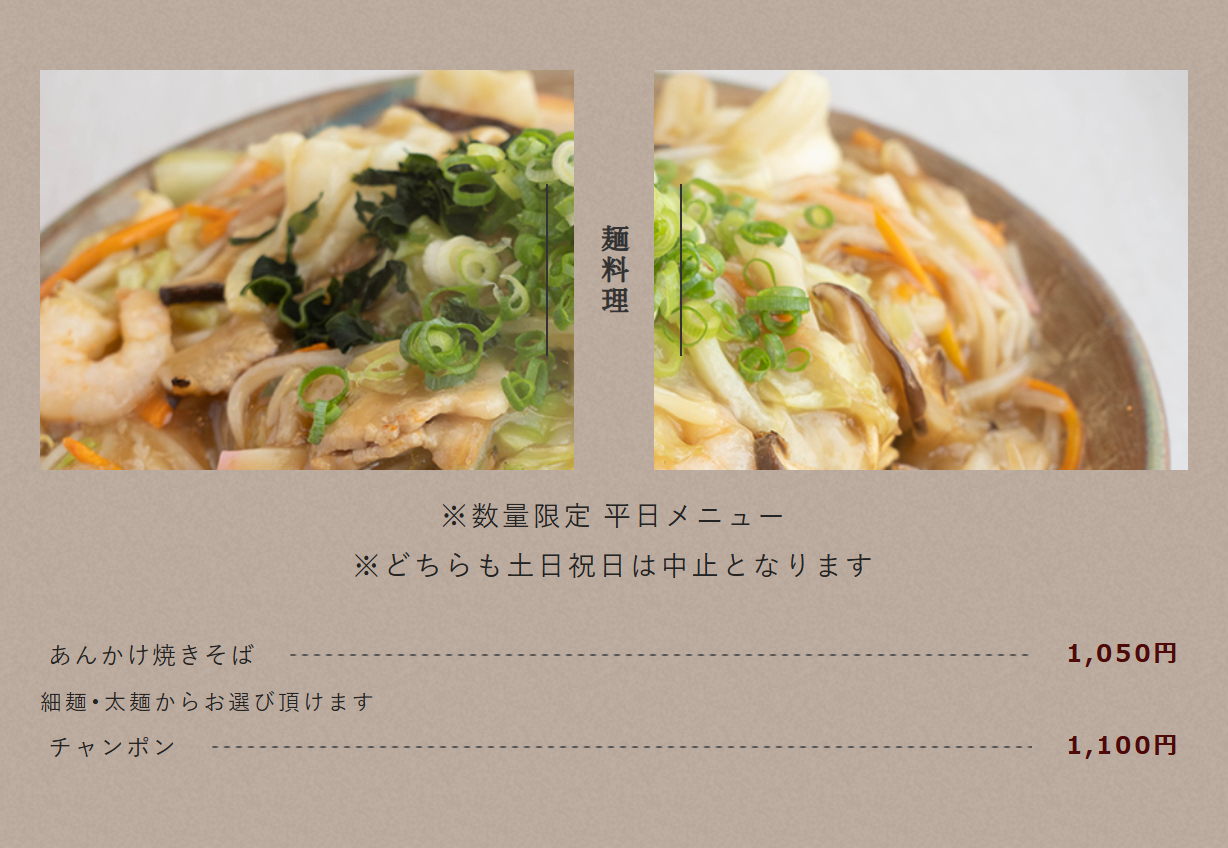 麺料理
※数量限定 平日メニュー
※どちらも土日祝日は中止となります
あんかけ焼きそば 1,050円
細麺・太麺からお選び頂けます
チャンポン 1,100円